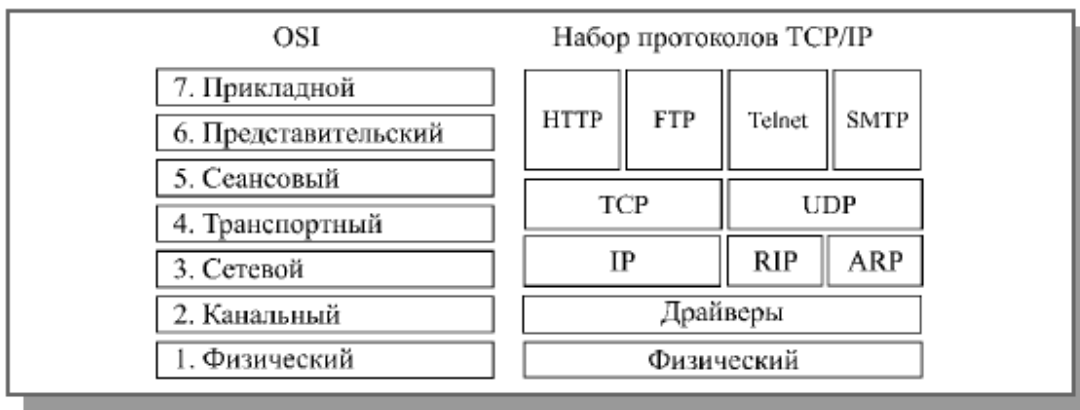 OSI
Набор протоколов TCP/IP
7. Прикладной
6. Представительский
5. Сеансовый
4. Транспортный
3. Сетевой
2. Канальный
1. Физический
HTTP FTP Telnet SMTP
TCP UDP
IP RIP ARP
Драйверы
Физический